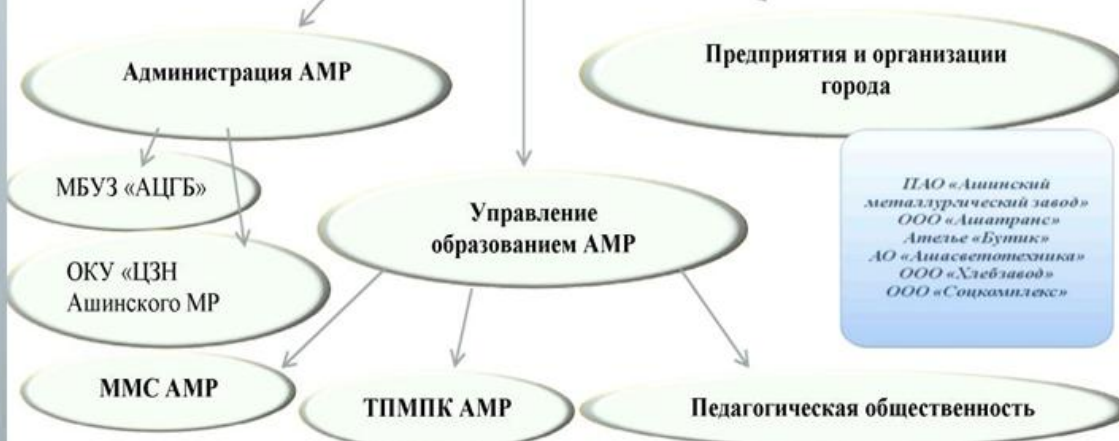 Администрация АМР
Предприятия и организации
города
МБУЗ «АЦГБ»
ОКУ «ЦЗН
Ашинского МР
Управление
образованием АМР
ПАО «Ашинский
металлургический завод»
ООО «Ашатранс»
Ателье «Бутик»
АО «Ашасветотехника»
ООО «Хлебзавод»
ООО «Соцкомплекс»
ММС АМР
ТПМПК АМР
Педагогическая общественность